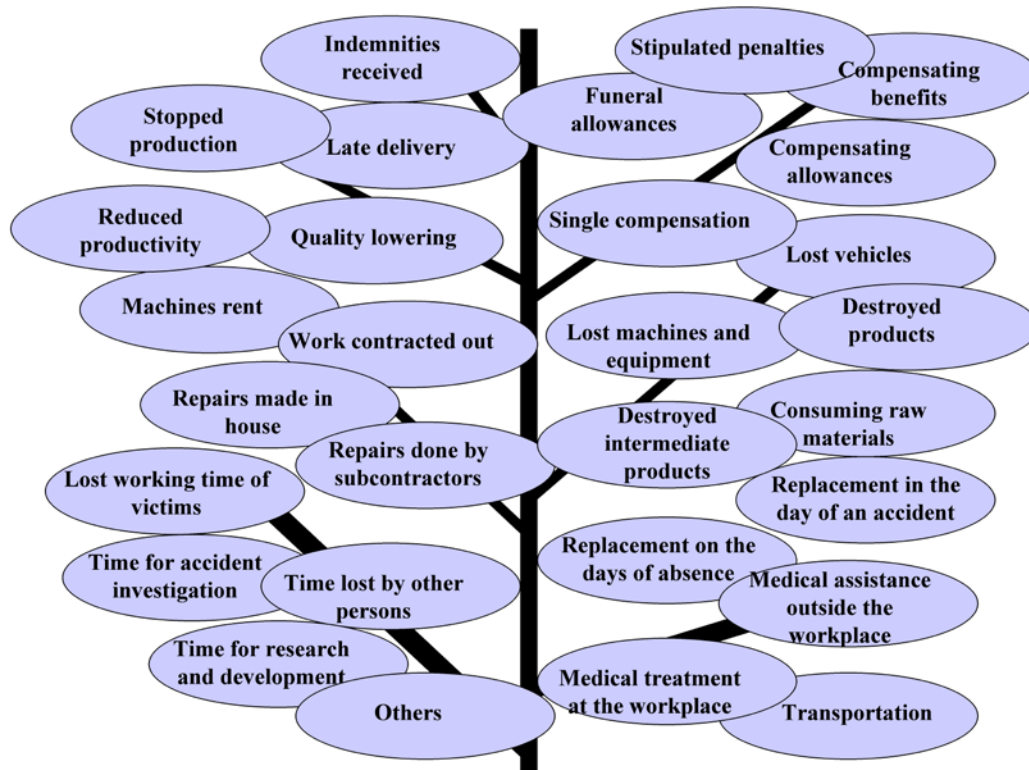 Indemnities
received
Stopped
production
Late delivery
Reduced
productivity
Quality lowering
Machines rent
Work contracted out
Repairs made in
house
Repairs done by
subcontractors
Lost working time of
victims
Time for accident
investigation
Time lost by other
persons
Time for research
and development
Others
Stipulated penalties
Funeral
allowances
Compensating
benefits
Compensating
allowances
Single compensation
Lost vehicles
Lost machines and
equipment
Destroyed
products
Destroyed
intermediate
products
Consuming raw
materials
Replacement in the
day of an accident
Replacement on the
days of absence
Medical assistance
outside the
workplace
Medical treatment
at the workplace
Transportation